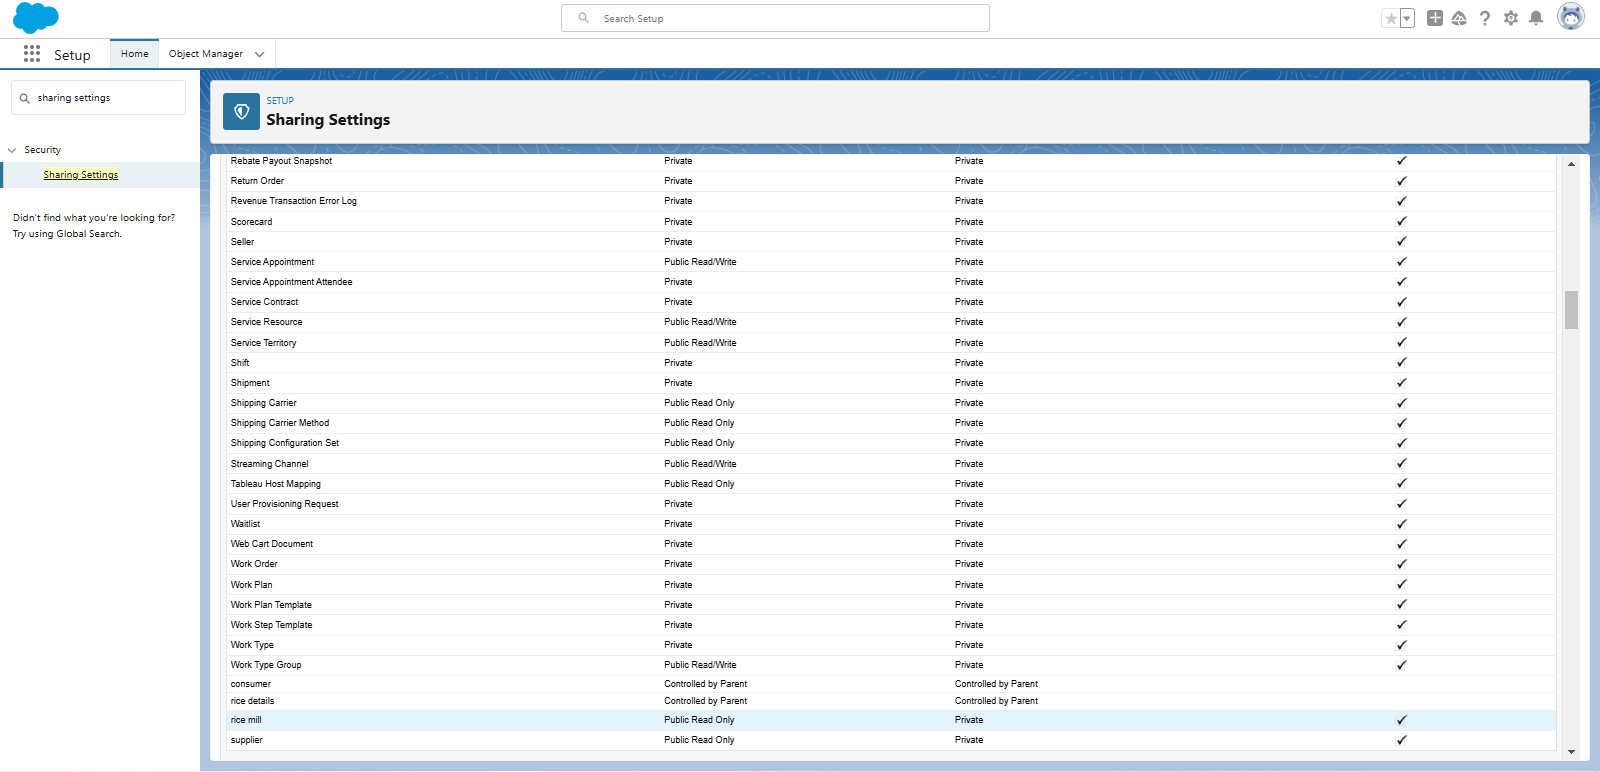 Search Setup
Setup
Home
Object Manager
sharing settings
Security
Sharing Settings
Didn't find what you're looking for?
Try using Global Search.
SETUP
Sharing Settings
Rebate Payout Snapshot Private Private
Return Order Private Private
Revenue Transaction Error Log Private Private
Scorecard Private Private
Seller Private Private
Service Appointment Public Read/Write Private
Service Appointment Attendee Private Private
Service Contract Private Private
Service Resource Public Read/Write Private
Service Territory Public Read/Write Private
Shift Private Private
Shipment Private Private
Shipping Carrier Public Read Only Private
Shipping Carrier Method Public Read Only Private
Shipping Configuration Set Public Read Only Private
Streaming Channel Public Read/Write Private
Tableau Host Mapping Public Read Only Private
User Provisioning Request Private Private
Waitlist Private Private
Web Cart Document Private Private
Work Order Private Private
Work Plan Private Private
Work Plan Template Private Private
Work Step Template Private Private
Work Type Private Private
Work Type Group Public Read/Write Private
consumer Controlled by Parent Controlled by Parent
rice details Controlled by Parent Controlled by Parent
rice mill Public Read Only Private
supplier Public Read Only Private